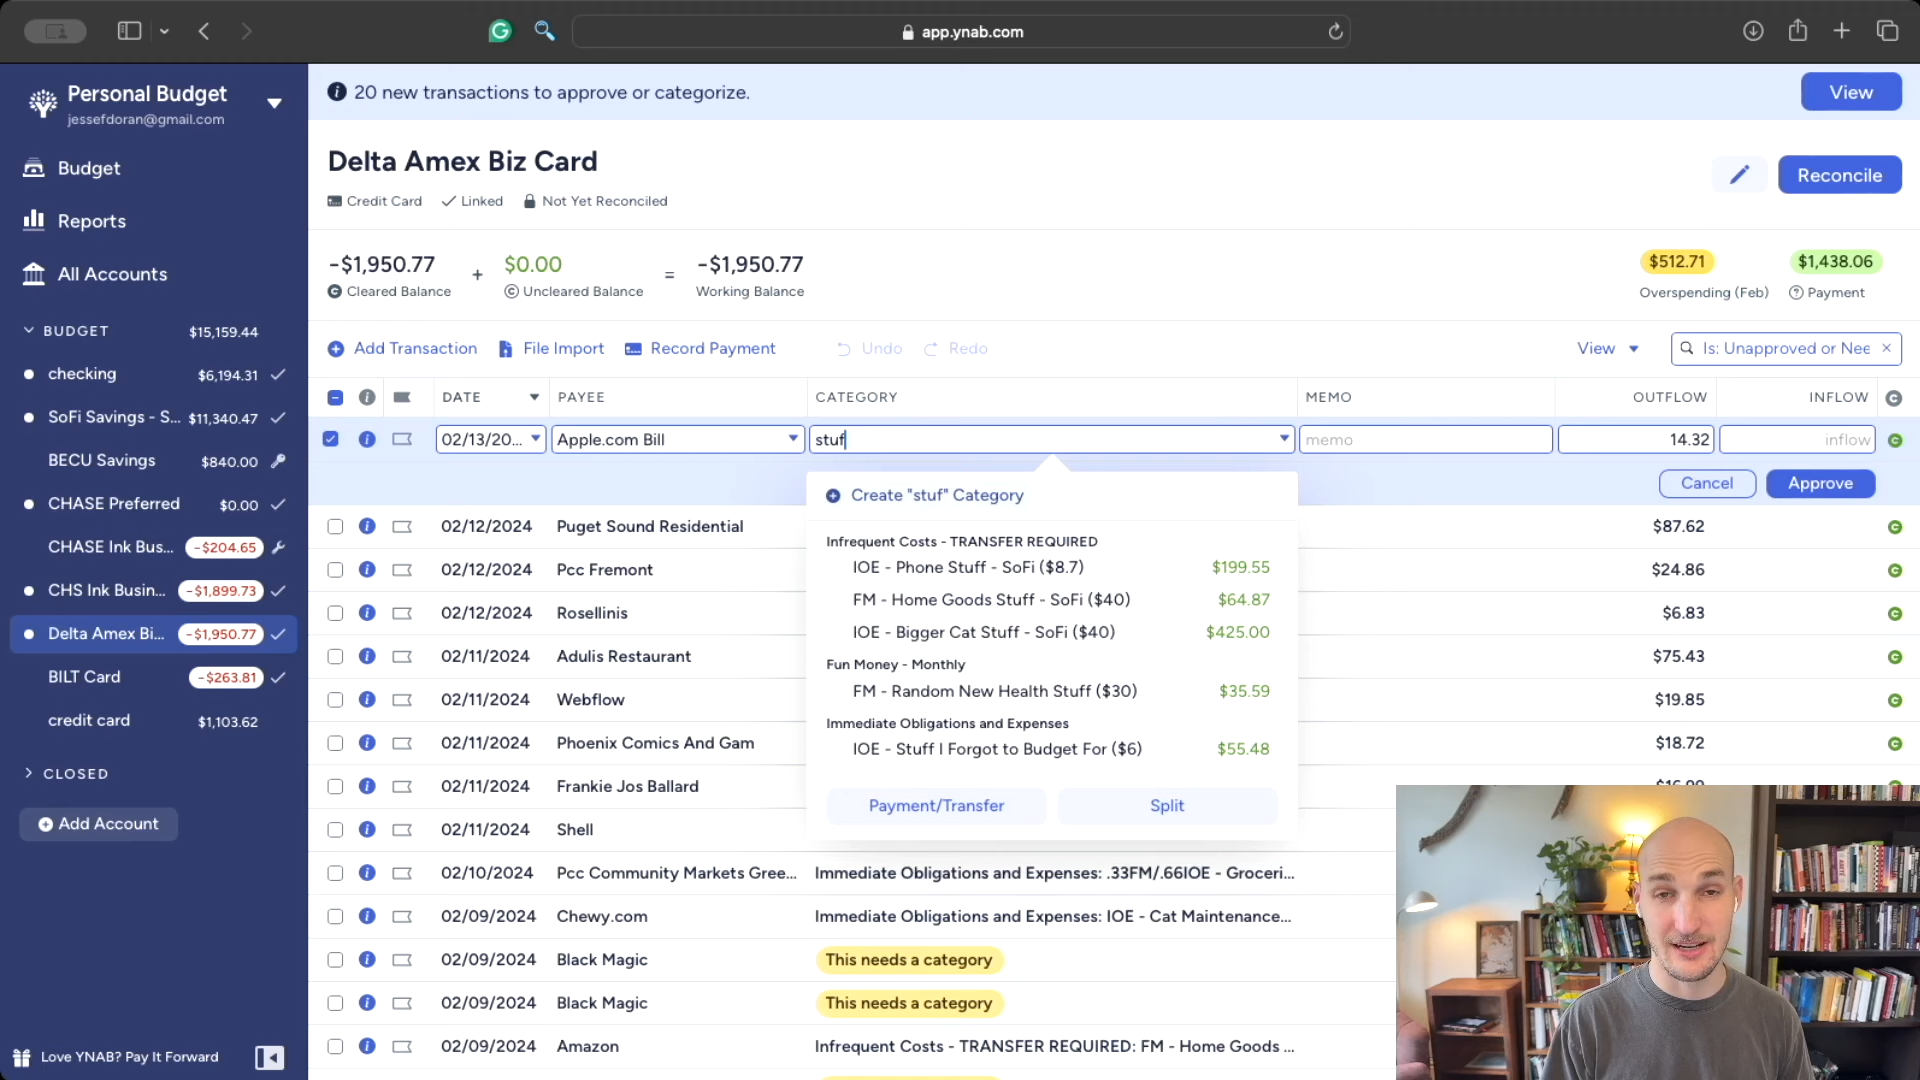 app.ynab.com
Personal Budget
jessefdoran@gmail.com
Budget
Reports
All Accounts
BUDGET $15,159.44
checking $6,194.31
SoFi Savings - S... $11,340.47
BECU Savings $840.00
CHASE Preferred $0.00
CHASE Ink Bus... -$204.65
CHS Ink Busin... -$1,899.73
Delta Amex Bi... -$1,950.77
BILT Card -$263.81
credit card $1,103.62
CLOSED
Add Account
Love YNAB? Pay It Forward
20 new transactions to approve or categorize. View
Delta Amex Biz Card
Reconcile
Credit Card Linked Not Yet Reconciled
-$1,950.77 + $0.00 = -$1,950.77 $512.71 $1,438.06
Cleared Balance Uncleared Balance Working Balance Overspending (Feb) Payment
Add Transaction File Import Record Payment Undo Redo View Is: Unapproved or Nee
DATE PAYEE CATEGORY MEMO OUTFLOW INFLOW
02/13/20... Apple.com Bill stuf memo 14.32 inflow
Cancel Approve
Create "stuf" Category
Infrequent Costs - TRANSFER REQUIRED
IOE - Phone Stuff - SoFi ($8.7) $199.55
FM - Home Goods Stuff - SoFi ($40) $64.87
IOE - Bigger Cat Stuff - SoFi ($40) $425.00
Fun Money - Monthly
FM - Random New Health Stuff ($30) $35.59
Immediate Obligations and Expenses
IOE - Stuff I Forgot to Budget For ($6) $55.48
Payment/Transfer Split
02/12/2024 Puget Sound Residential $87.62
02/12/2024 Pcc Fremont $24.86
02/12/2024 Rosellinis $6.83
02/11/2024 Adulis Restaurant $75.43
02/11/2024 Webflow $19.85
02/11/2024 Phoenix Comics And Gam $18.72
02/11/2024 Frankie Jos Ballard
02/11/2024 Shell
02/10/2024 Pcc Community Markets Gree... Immediate Obligations and Expenses: .33FM/.66IOE - Groceri...
02/09/2024 Chewy.com Immediate Obligations and Expenses: IOE - Cat Maintenance...
02/09/2024 Black Magic This needs a category
02/09/2024 Black Magic This needs a category
02/09/2024 Amazon Infrequent Costs - TRANSFER REQUIRED: FM - Home Goods ...